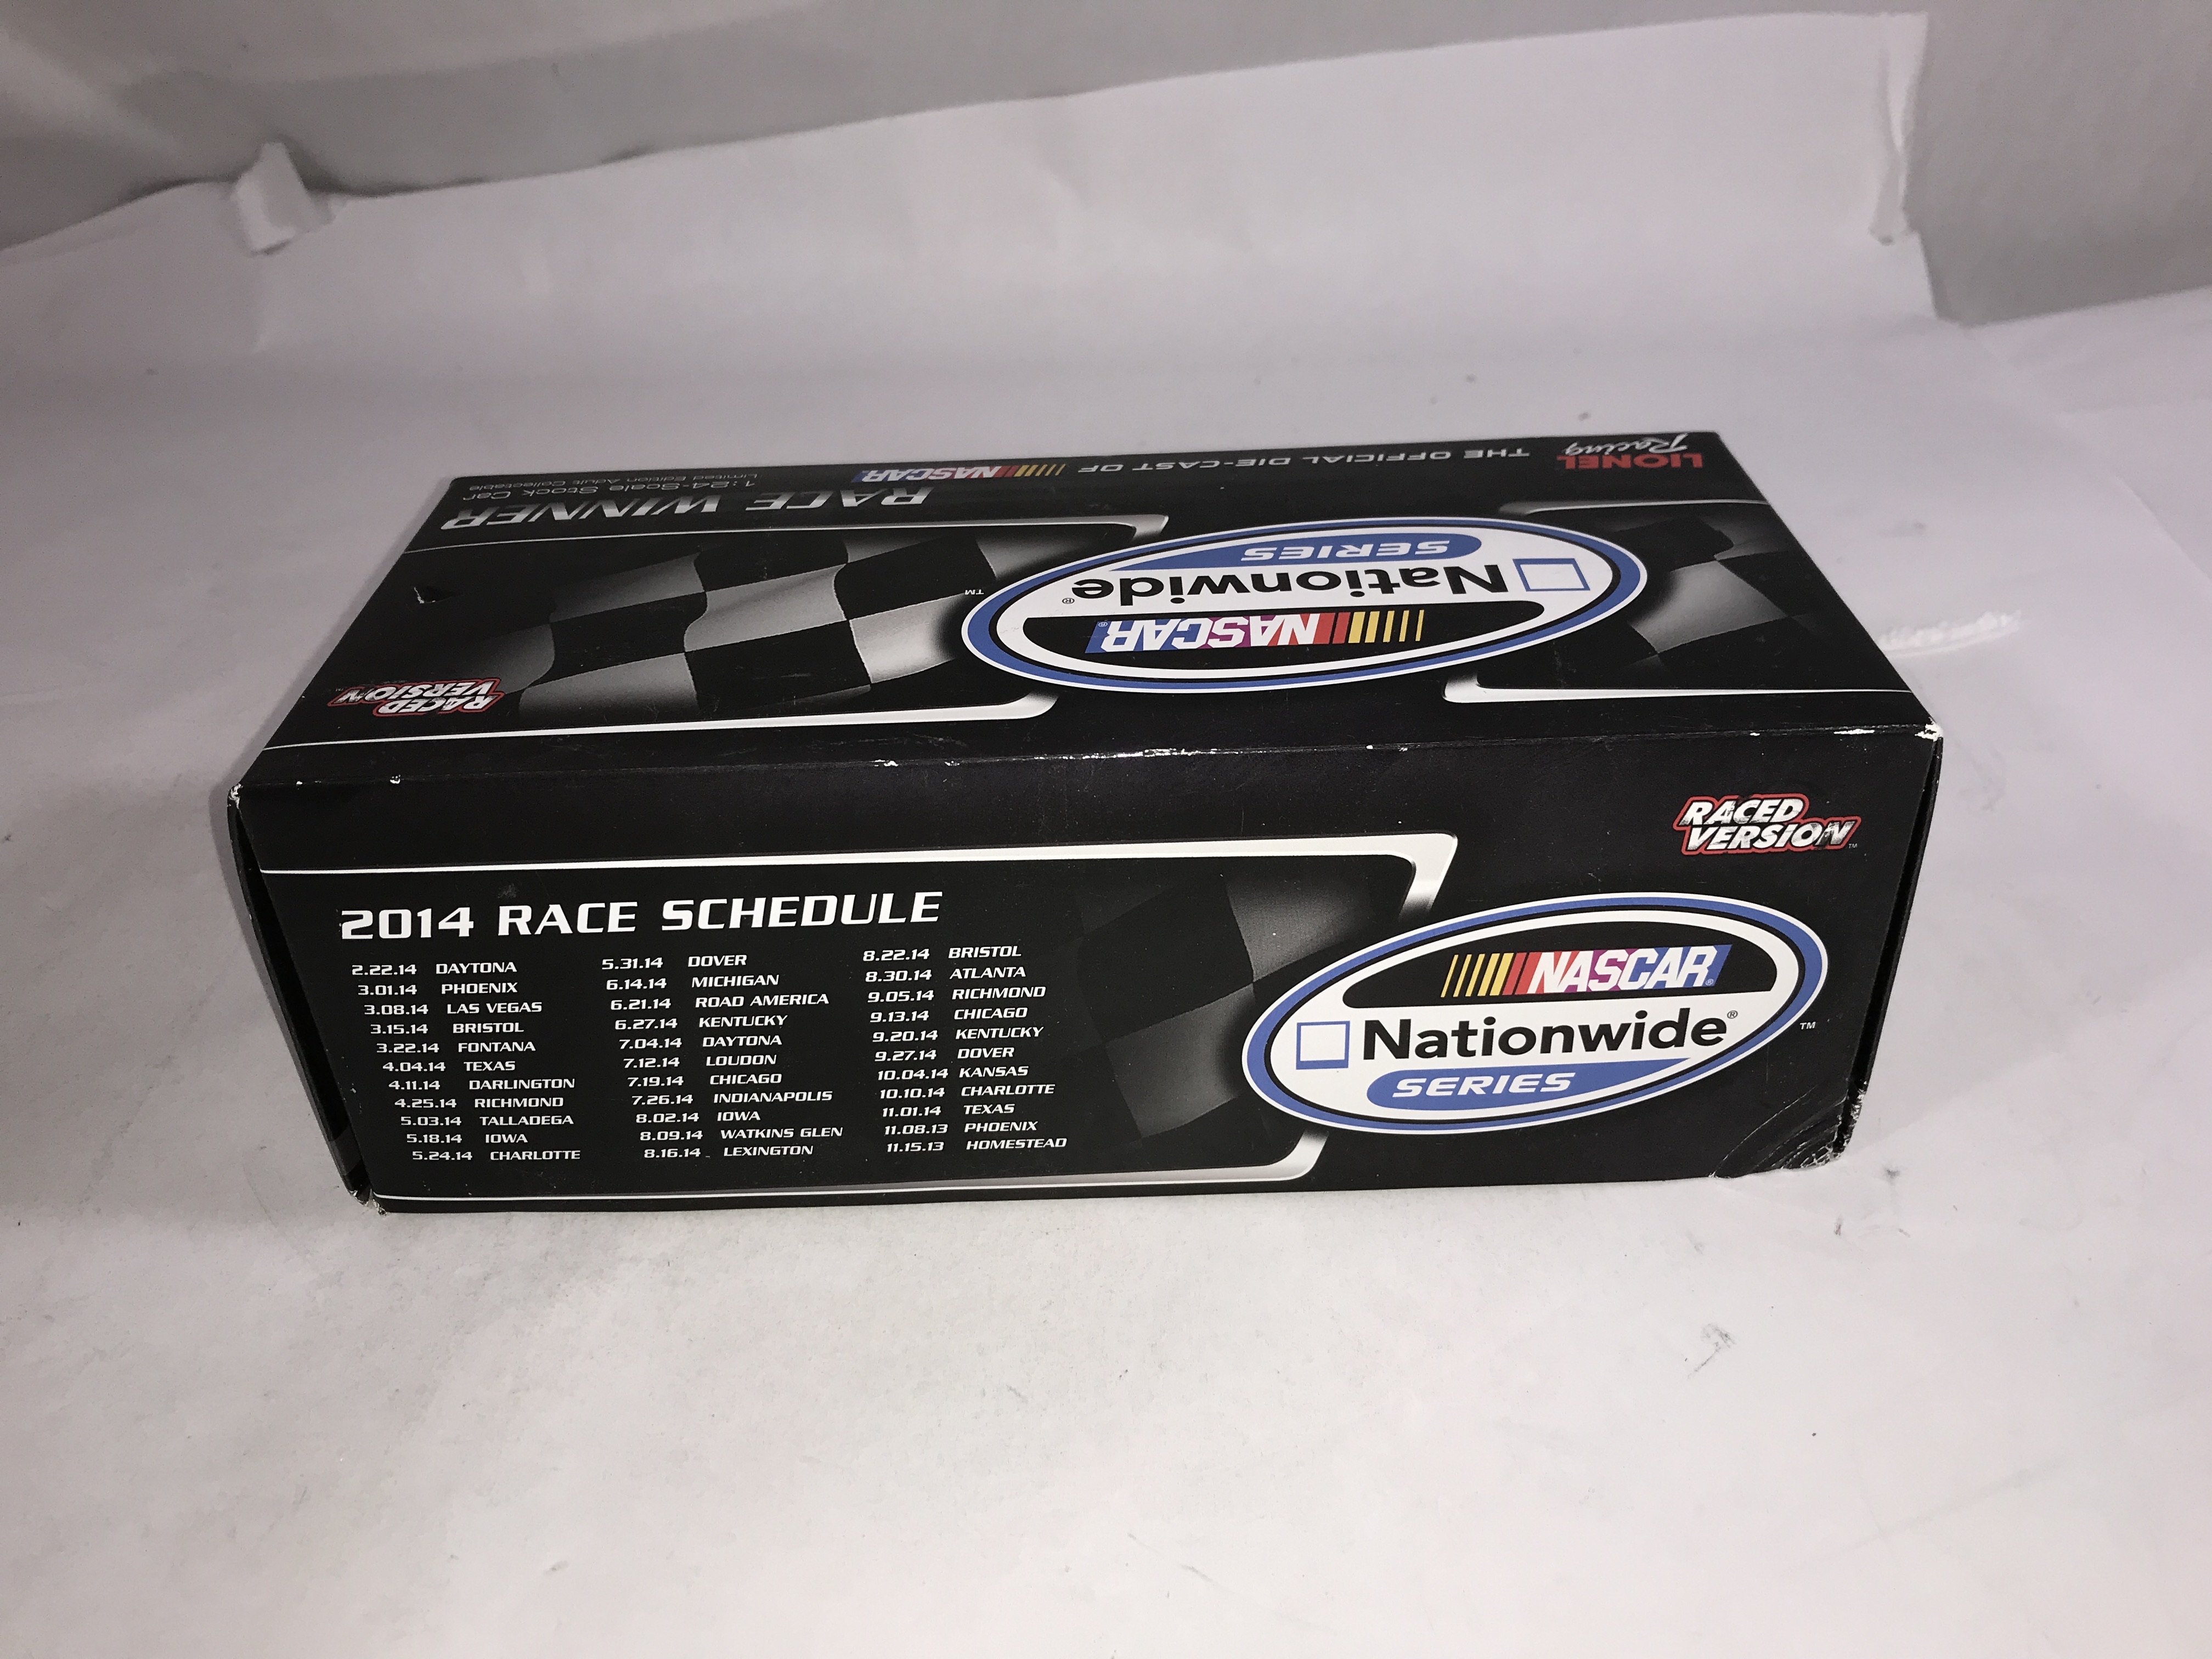 LIONEL
Racing
THE OFFICIAL DIE-CAST OF
NASCAR
RACE WINNER
1:24-Scale Stock Car
Limited Edition Adult Collectable
NASCAR®
Nationwide®
SERIES
TM
RACED
VERSION
RACED
VERSION™
2014 RACE SCHEDULE
2.22.14 DAYTONA
3.01.14 PHOENIX
3.08.14 LAS VEGAS
3.15.14 BRISTOL
3.22.14 FONTANA
4.04.14 TEXAS
4.11.14 DARLINGTON
4.25.14 RICHMOND
5.03.14 TALLADEGA
5.18.14 IOWA
5.24.14 CHARLOTTE
5.31.14 DOVER
6.14.14 MICHIGAN
6.21.14 ROAD AMERICA
6.27.14 KENTUCKY
7.04.14 DAYTONA
7.12.14 LOUDON
7.19.14 CHICAGO
7.26.14 INDIANAPOLIS
8.02.14 IOWA
8.09.14 WATKINS GLEN
8.16.14 LEXINGTON
8.22.14 BRISTOL
8.30.14 ATLANTA
9.05.14 RICHMOND
9.13.14 CHICAGO
9.20.14 KENTUCKY
9.27.14 DOVER
10.04.14 KANSAS
10.10.14 CHARLOTTE
11.01.14 TEXAS
11.08.13 PHOENIX
11.15.13 HOMESTEAD
NASCAR®
Nationwide®
SERIES
TM